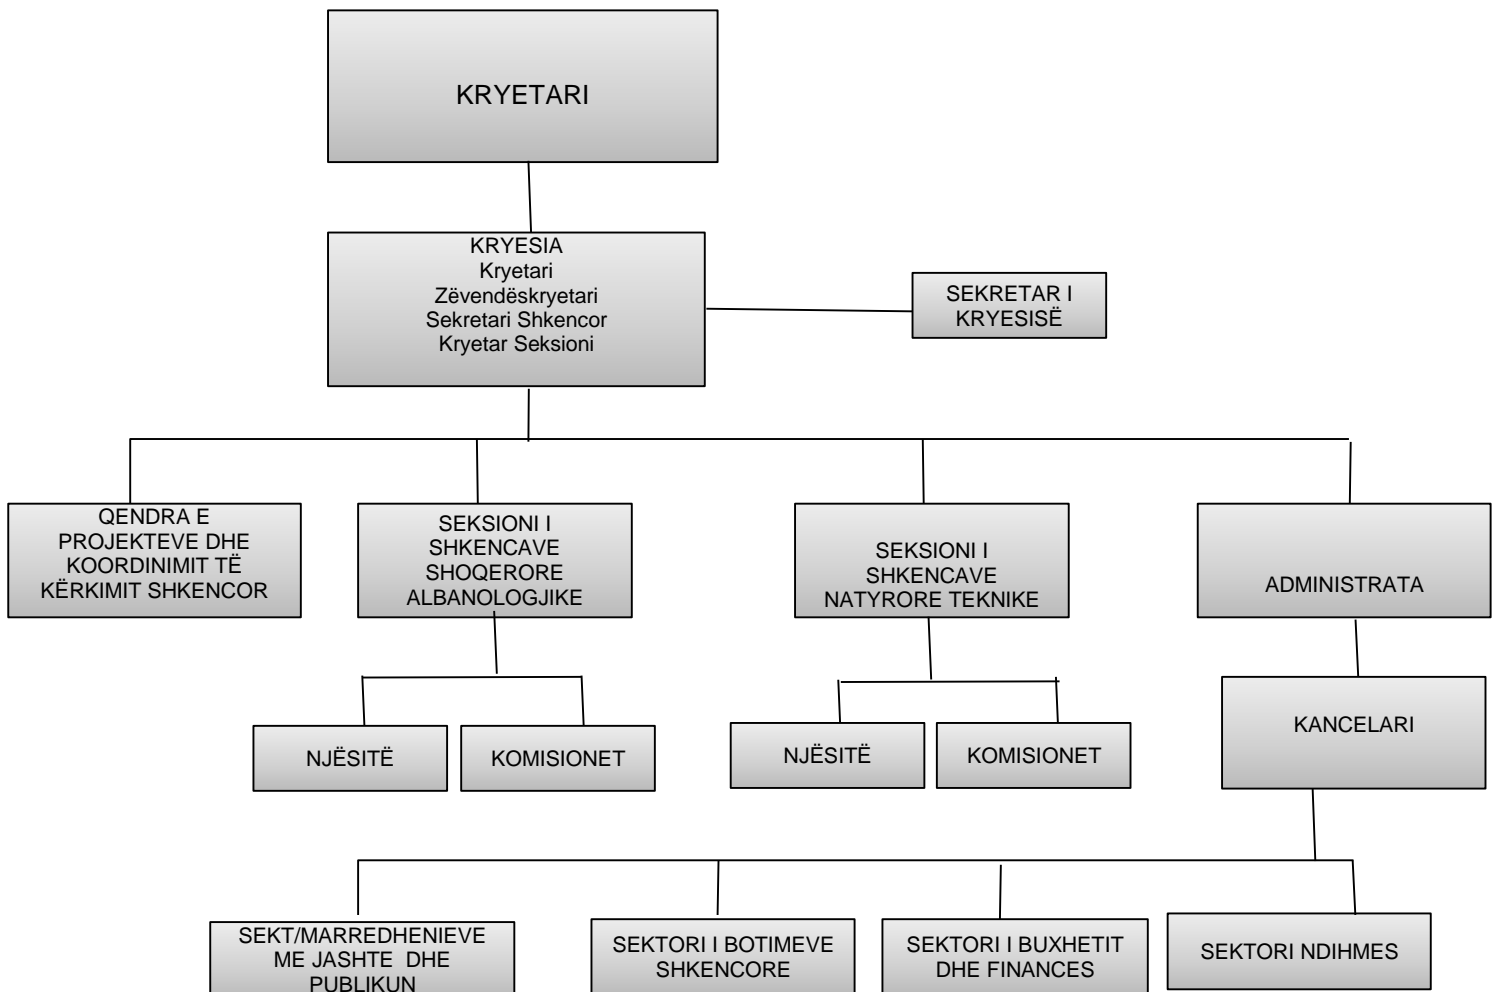 KRYETARI
KRYESIA
Kryetari
Zëvendëskryetari
Sekretari Shkencor
Kryetar Seksioni
SEKRETAR I
KRYESISË
QENDRA E
PROJEKTEVE DHE
KOORDINIMIT TË
KËRKIMIT SHKENCOR
SEKSIONI I
SHKENCAVE
SHOQERORE
ALBANOLOGJIKE
SEKSIONI I
SHKENCAVE
NATYRORE TEKNIKE
ADMINISTRATA
NJËSITË
KOMISIONET
NJËSITË
KOMISIONET
KANCELARI
SEKT/MARREDHENIEVE
ME JASHTE DHE
PUBLIKUN
SEKTORI I BOTIMEVE
SHKENCORE
SEKTORI I BUXHETIT
DHE FINANCES
SEKTORI NDIHMES